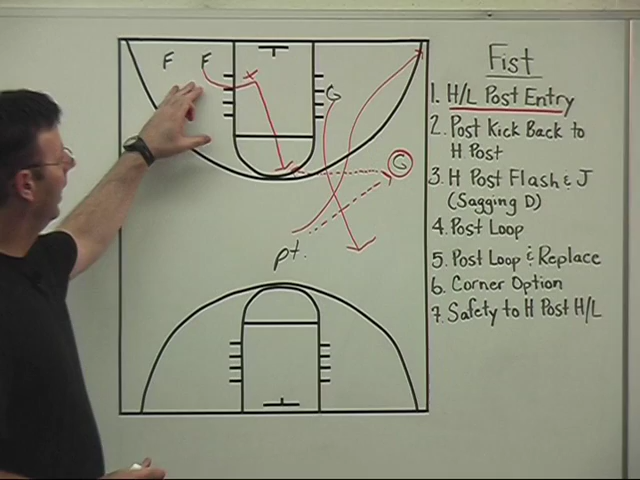 F F
G
G
pt.
Fist
1. H/L Post Entry
2. Post Kick Back to
H Post
3. H Post Flash & J
(Sagging D)
4. Post Loop
5. Post Loop & Replace
6. Corner Option
7. Safety to H Post H/L